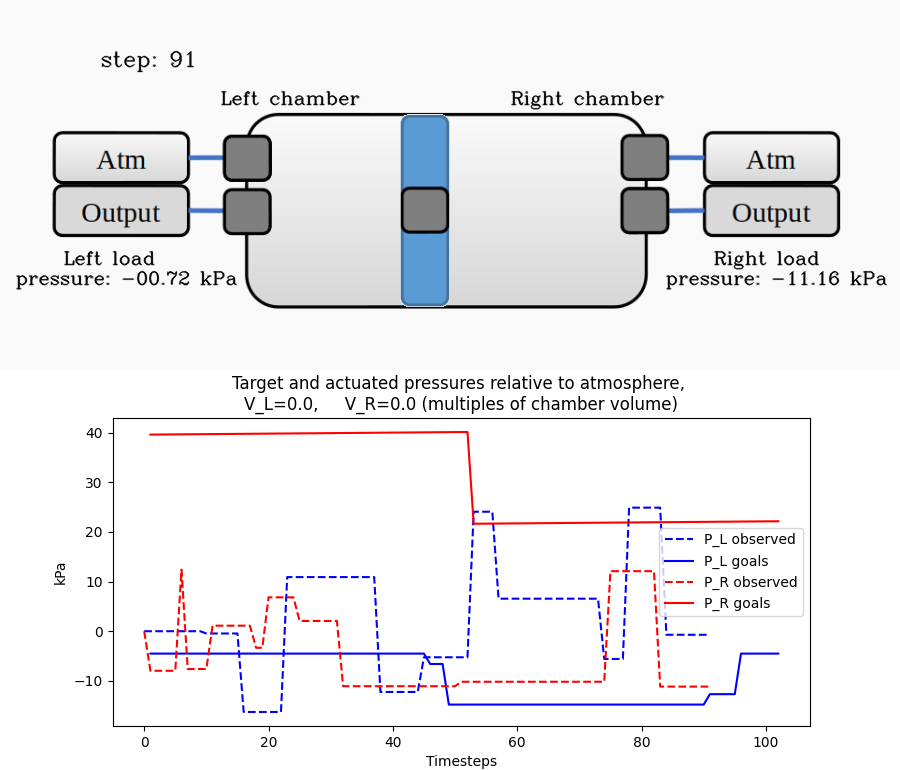 step: 91
Left chamber
Right chamber
Atm
Atm
Output
Output
Left load
pressure: -00.72 kPa
Right load
pressure: -11.16 kPa
Target and actuated pressures relative to atmosphere,
V_L=0.0,     V_R=0.0 (multiples of chamber volume)
kPa
40
30
20
10
0
−10
P_L observed
P_L goals
P_R observed
P_R goals
0
20
40
60
80
100
Timesteps